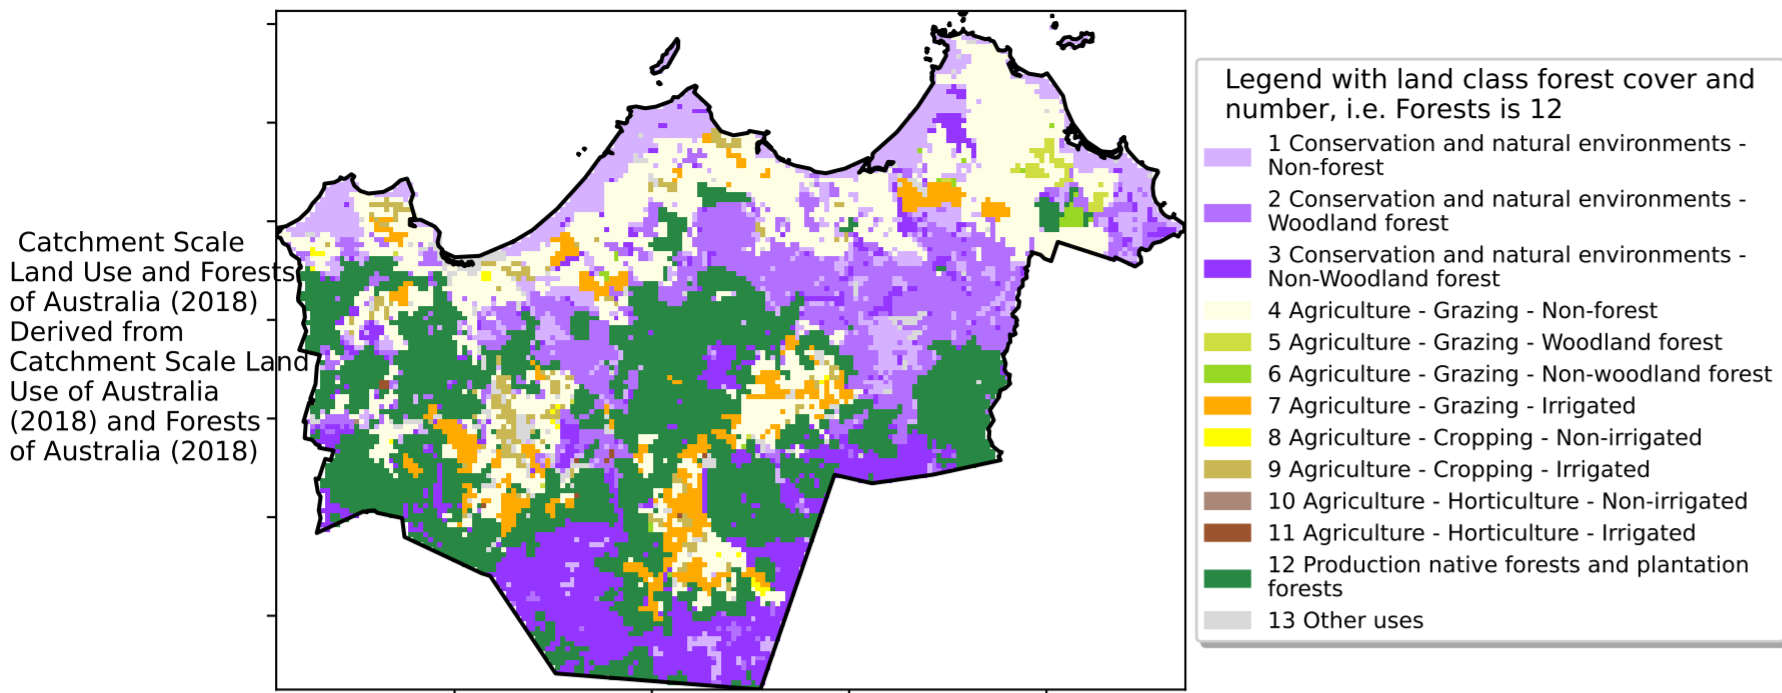 Catchment Scale
Land Use and Forests
of Australia (2018)
Derived from
Catchment Scale Land
Use of Australia
(2018) and Forests
of Australia (2018)
Legend with land class forest cover and
number, i.e. Forests is 12
1 Conservation and natural environments -
Non-forest
2 Conservation and natural environments -
Woodland forest
3 Conservation and natural environments -
Non-Woodland forest
4 Agriculture - Grazing - Non-forest
5 Agriculture - Grazing - Woodland forest
6 Agriculture - Grazing - Non-woodland forest
7 Agriculture - Grazing - Irrigated
8 Agriculture - Cropping - Non-irrigated
9 Agriculture - Cropping - Irrigated
10 Agriculture - Horticulture - Non-irrigated
11 Agriculture - Horticulture - Irrigated
12 Production native forests and plantation
forests
13 Other uses